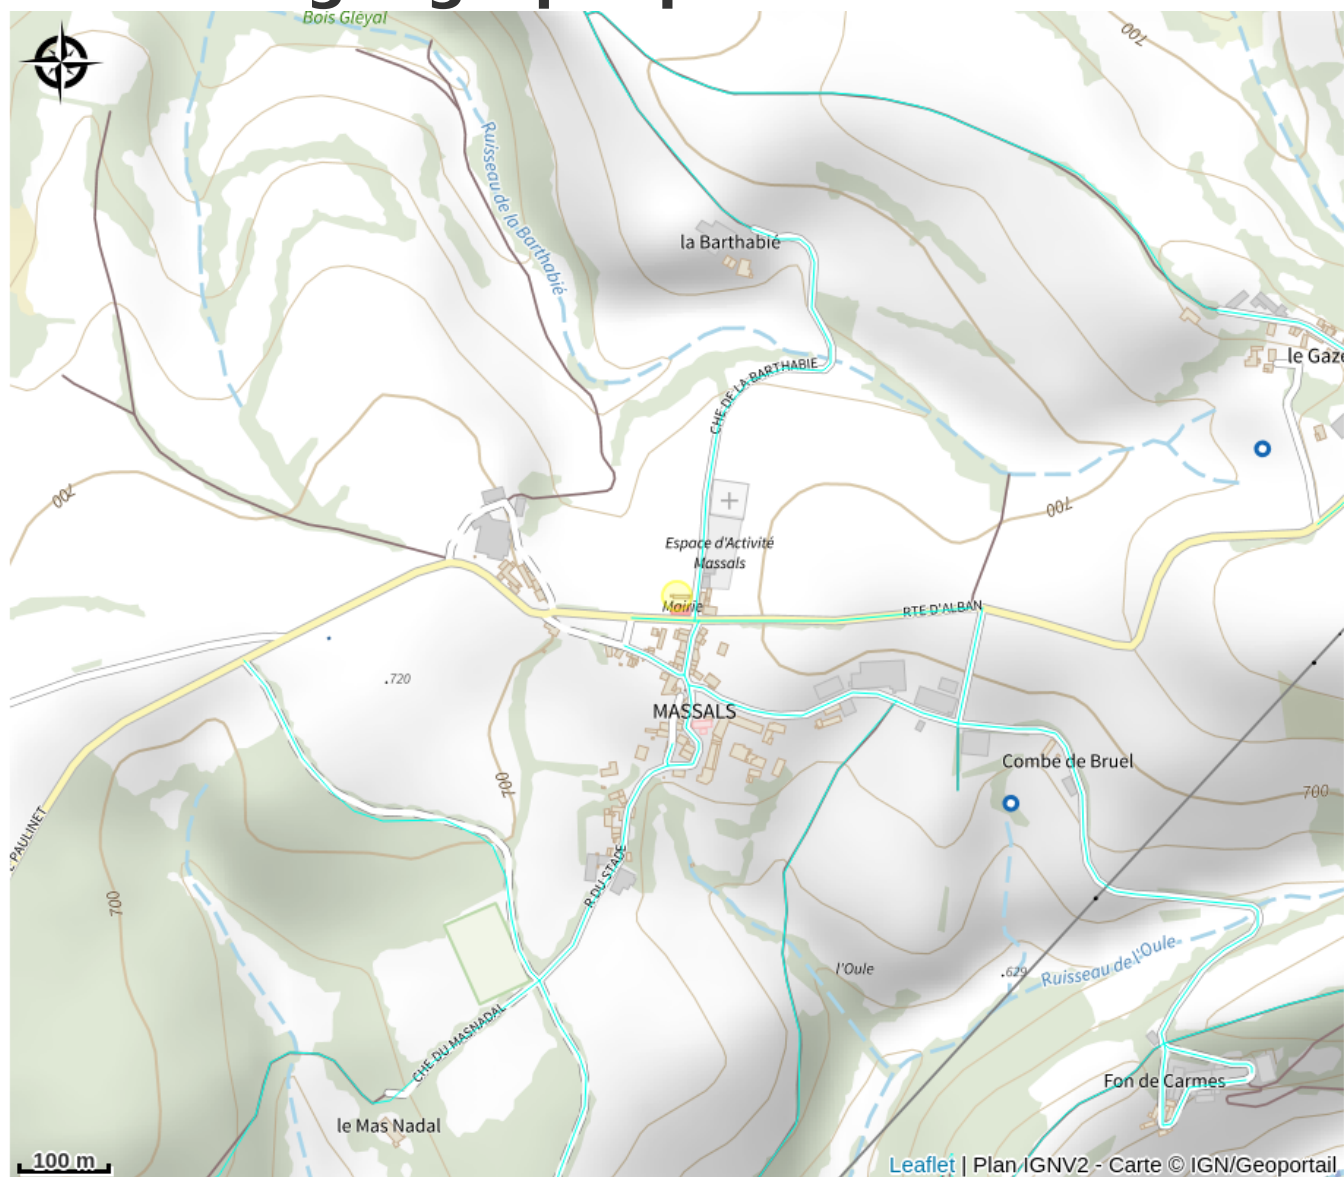 Bois Gleyal
700
Ruisseau de la Barthabié
la Barthabié
le Gaze
CHE DE LA BARTHABIE
700
700
Espace d'Activité
Massals
Mairie
RTE D'ALBAN
.720
MASSALS
Combe de Bruel
700
700
PAULINET
R DU STADE
700
l'Oule
.629
Ruisseau de l'Oule
CHE DU MASNADAL
Fon de Carmes
le Mas Nadal
100 m
Leaflet | Plan IGNV2 - Carte © IGN/Geoportail